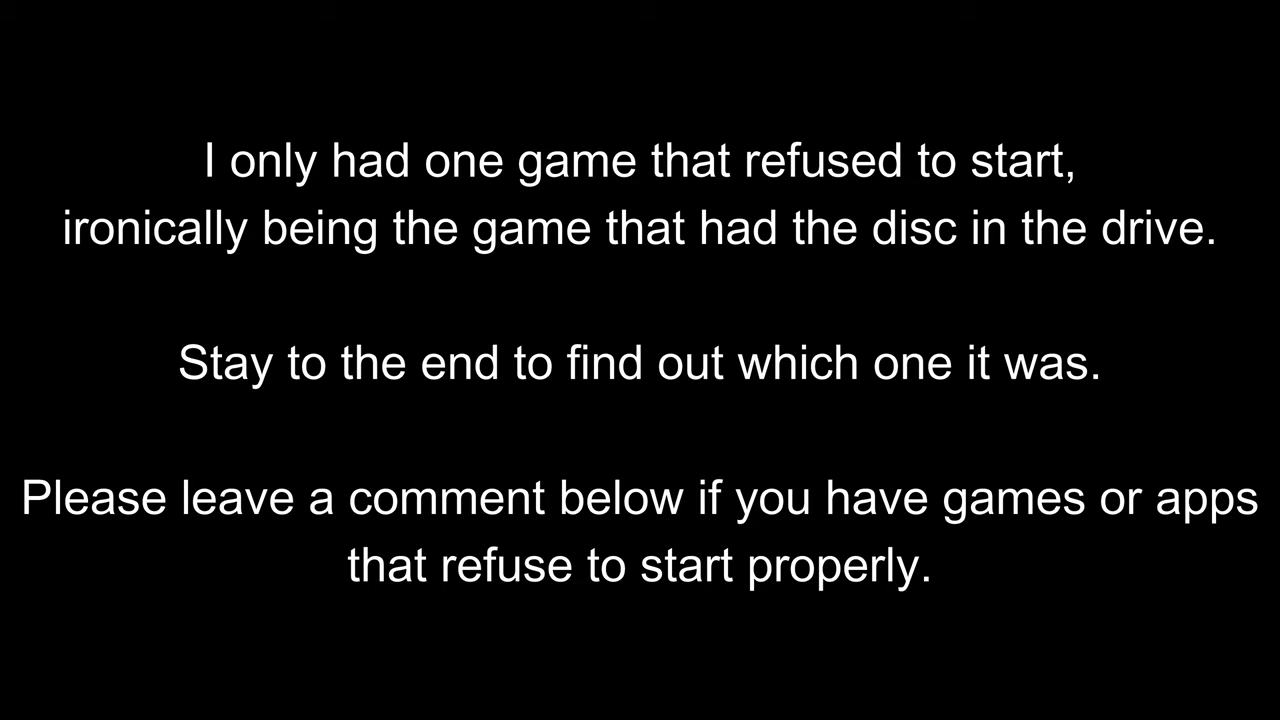 I only had one game that refused to start,
ironically being the game that had the disc in the drive.
Stay to the end to find out which one it was.
Please leave a comment below if you have games or apps
that refuse to start properly.